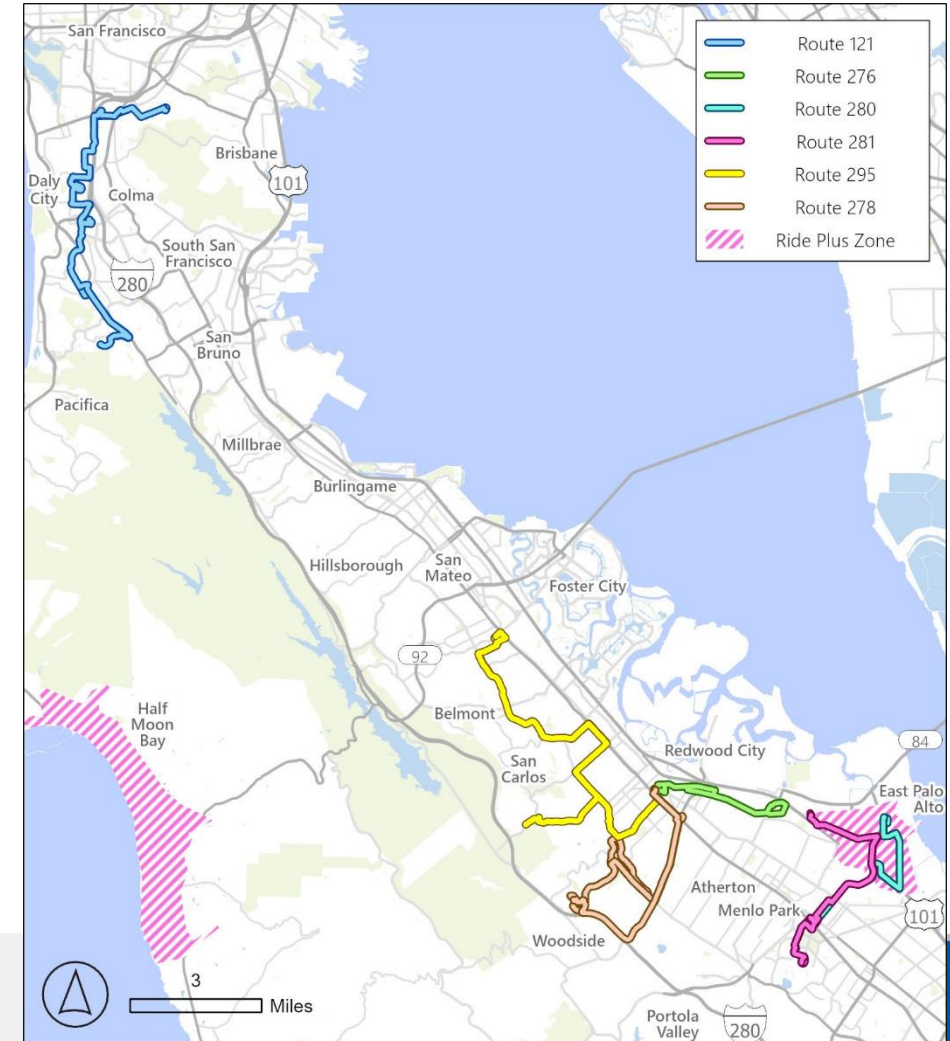 San Francisco
Route 121
Route 276
Route 280
Route 281
Route 295
Route 278
Ride Plus Zone
Brisbane
101
Daly
City
Colma
South San
Francisco
280
San
Bruno
Pacifica
Millbrae
Burlingame
Hillsborough
San
Mateo
Foster City
92
Half
Moon
Bay
Belmont
San
Carlos
Redwood City
84
East Palo
Alto
Atherton
Menlo Park
101
Woodside
3
Miles
Portola
Valley
280